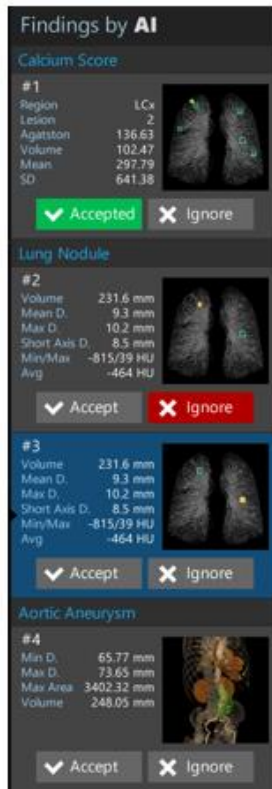 Findings by AI
Calcium Score
#1
Region LCx
Lesion 2
Agatston 136.63
Volume 102.47
Mean 297.79
SD 641.38
Accepted Ignore
Lung Nodule
#2
Volume 231.6 mm
Mean D. 9.3 mm
Max D. 10.2 mm
Short Axis D. 8.5 mm
Min/Max -815/39 HU
Avg -464 HU
Accept Ignore
#3
Volume 231.6 mm
Mean D. 9.3 mm
Max D. 10.2 mm
Short Axis D. 8.5 mm
Min/Max -815/39 HU
Avg -464 HU
Accept Ignore
Aortic Aneurysm
#4
Min D. 65.77 mm
Max D. 73.65 mm
Max Area 3402.32 mm
Volume 248.05 mm
Accept Ignore